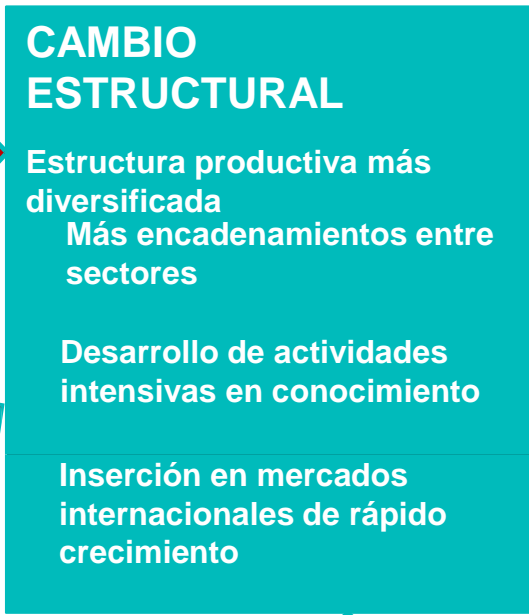 CAMBIO
ESTRUCTURAL
Estructura productiva más
diversificada
Más encadenamientos entre
sectores
Desarrollo de actividades
intensivas en conocimiento
Inserción en mercados
internacionales de rápido
crecimiento